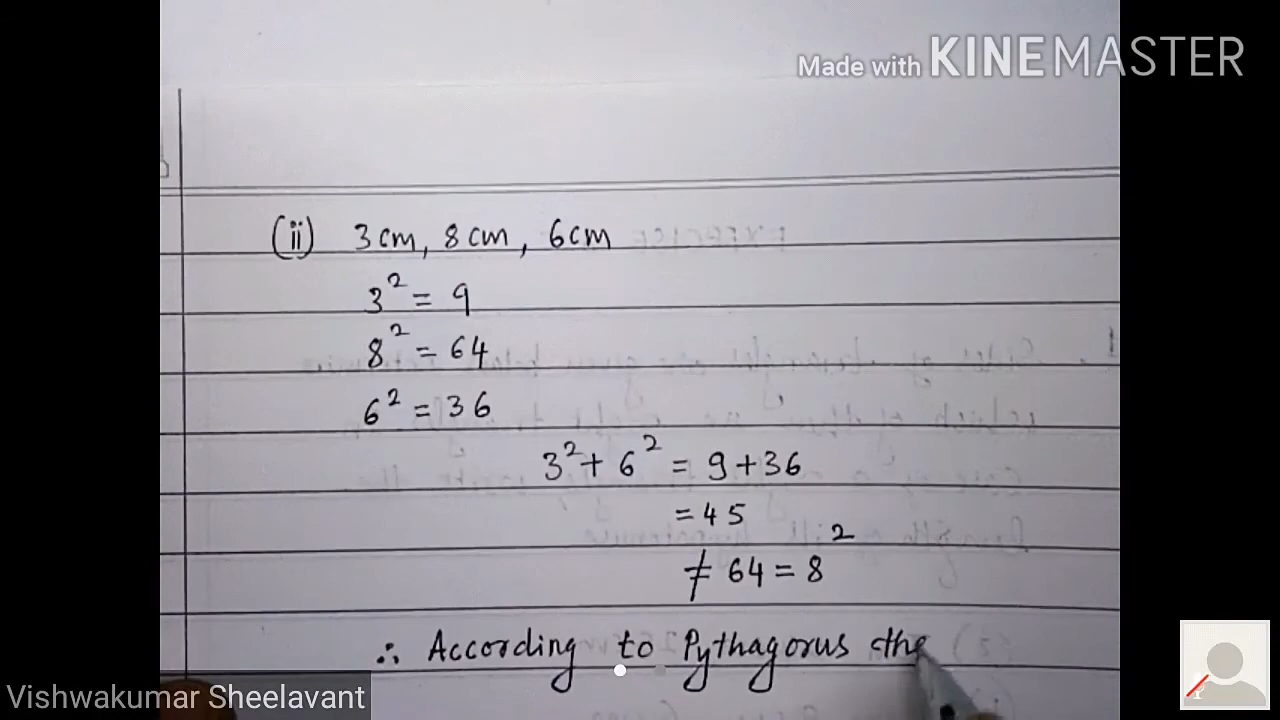 Made with KINEMASTER
(ii) 3cm, 8cm, 6cm
3² = 9
8² = 64
6² = 36
3² + 6² = 9 + 36
= 45
≠ 64 = 8²
∴ According to Pythagorus the
Vishwakumar Sheelavant